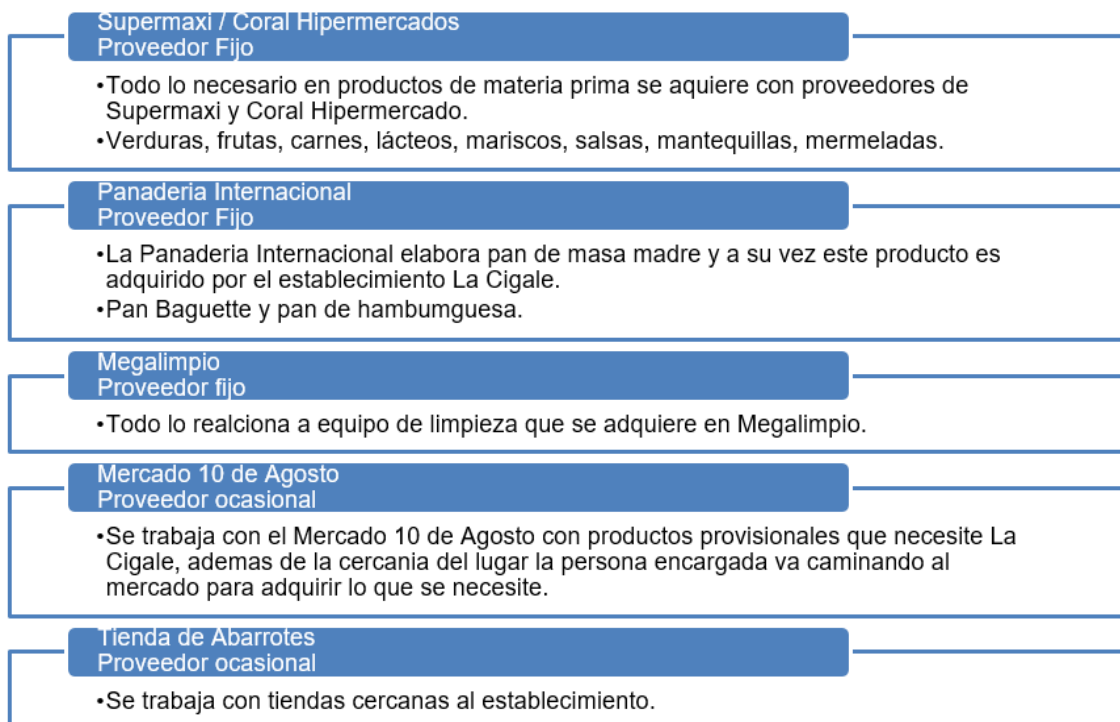 Supermaxi / Coral Hipermercados
Proveedor Fijo
•Todo lo necesario en productos de materia prima se aquiere con proveedores de
Supermaxi y Coral Hipermercado.
•Verduras, frutas, carnes, lácteos, mariscos, salsas, mantequillas, mermeladas.
Panaderia Internacional
Proveedor Fijo
•La Panaderia Internacional elabora pan de masa madre y a su vez este producto es
adquirido por el establecimiento La Cigale.
•Pan Baguette y pan de hambumguesa.
Megalimpio
Proveedor fijo
•Todo lo realciona a equipo de limpieza que se adquiere en Megalimpio.
Mercado 10 de Agosto
Proveedor ocasional
•Se trabaja con el Mercado 10 de Agosto con productos provisionales que necesite La
Cigale, ademas de la cercania del lugar la persona encargada va caminando al
mercado para adquirir lo que se necesite.
Tienda de Abarrotes
Proveedor ocasional
•Se trabaja con tiendas cercanas al establecimiento.